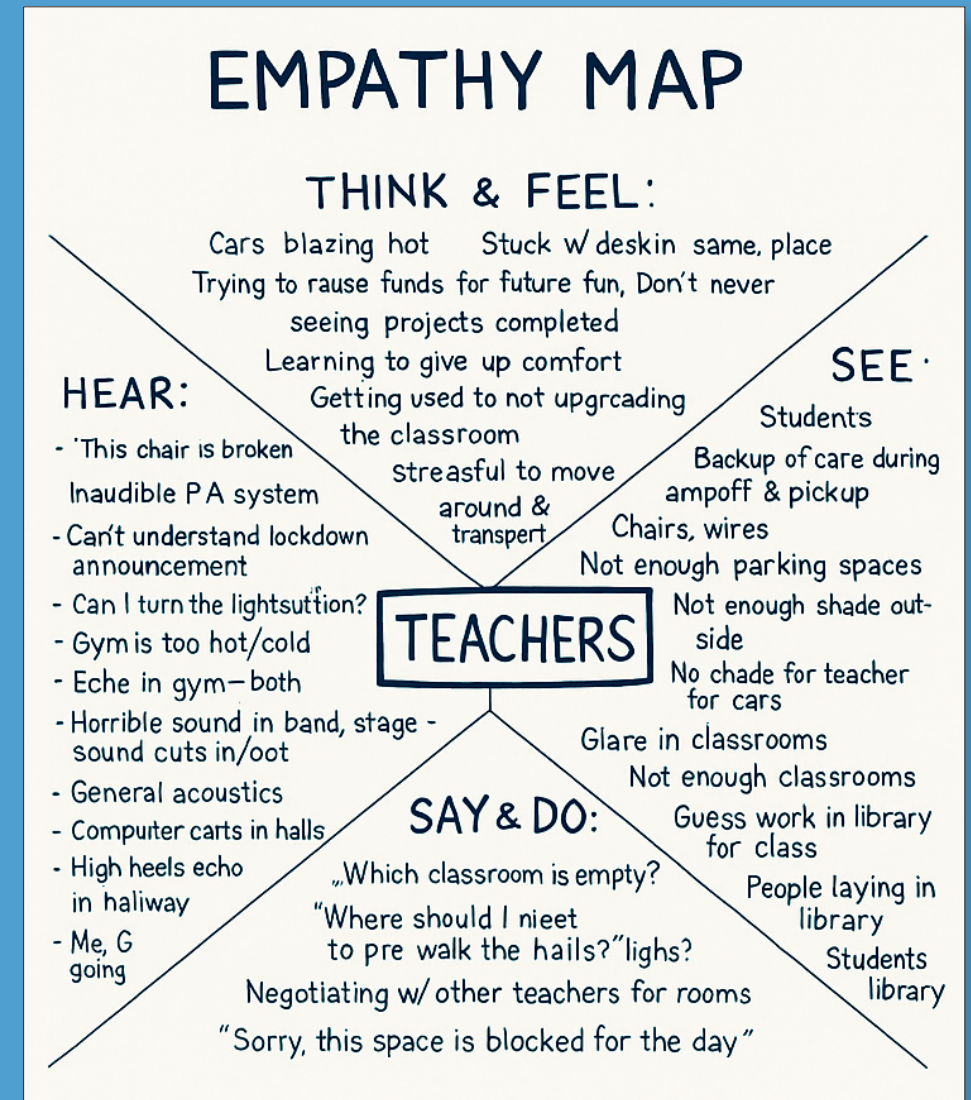 EMPATHY MAP
THINK & FEEL:
Cars blazing hot
Stuck w/ deskin same, place
Trying to rause funds for future fun, Don't never
seeing projects completed
Learning to give up comfort
Getting used to not upgrcading
the classroom
streasful to move
around &
transpert
HEAR:
- 'This chair is broken
Inaudible PA system
- Can't understand lockdown
announcement
- Can I turn the lightsuttion?
- Gym is too hot/cold
- Eche in gym–both
- Horrible sound in band, stage -
sound cuts in/oot
- General acoustics
- Computer carts in halls
- High heels echo
in haliway
- Me, G
going
SEE·
Students
Backup of care during
ampoff & pickup
Chairs, wires
Not enough parking spaces
Not enough shade out-
side
No chade for teacher
for cars
Glare in classrooms
Not enough classrooms
Guess work in library
for class
People laying in
library
Students
library
TEACHERS
SAY & DO:
„Which classroom is empty?
"Where should I nieet
to pre walk the hails?" lighs?
Negotiating w/ other teachers for rooms
"Sorry, this space is blocked for the day"